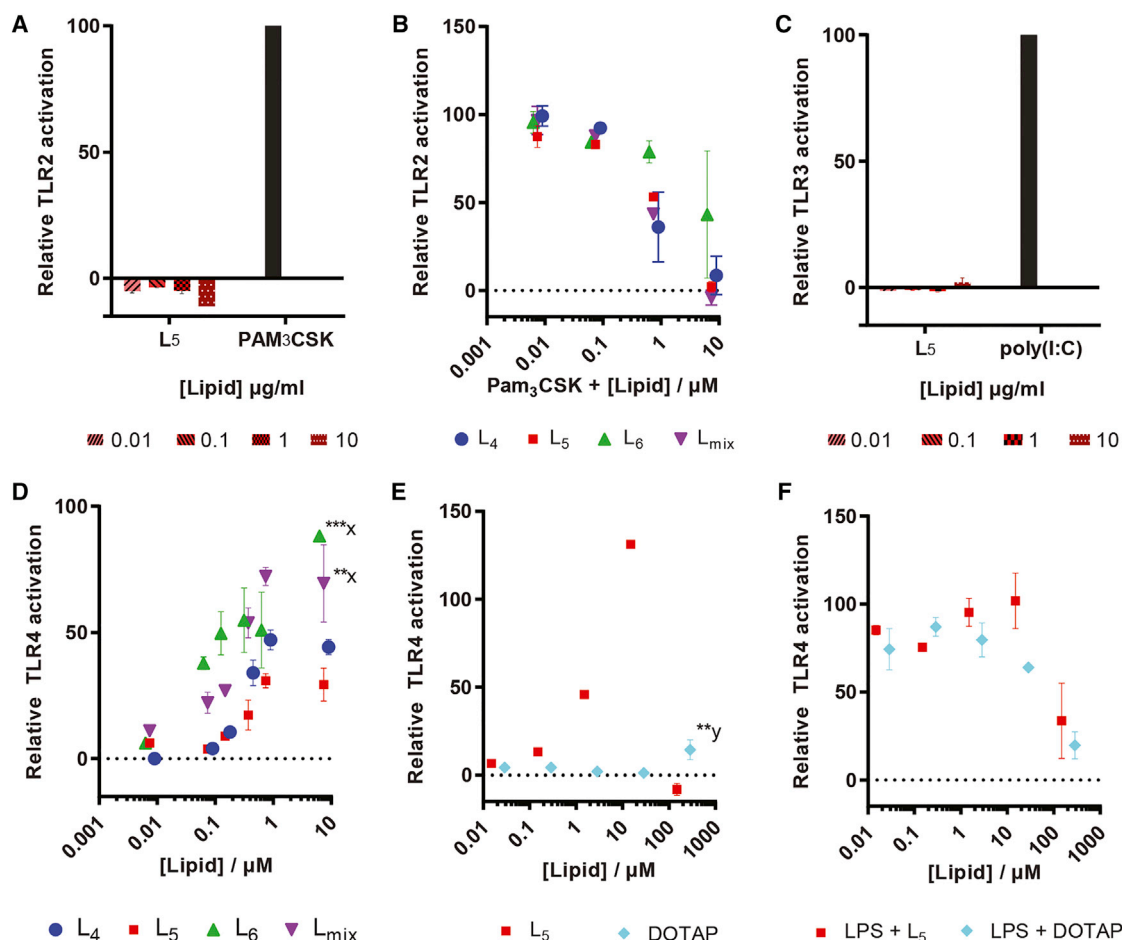 A
Relative TLR2 activation
100
50
0
L5
PAM3CSK
[Lipid] µg/ml
0.01
0.1
1
10
B
Relative TLR2 activation
150
100
50
0
0.001
0.01
0.1
1
10
Pam3CSK + [Lipid] / µM
L4
L5
L6
Lmix
C
Relative TLR3 activation
100
50
0
L5
poly(I:C)
[Lipid] µg/ml
0.01
0.1
1
10
D
Relative TLR4 activation
100
50
0
***x
**x
0.001
0.01
0.1
1
10
[Lipid] / µM
L4
L5
L6
Lmix
E
Relative TLR4 activation
150
100
50
0
**y
0.01
0.1
1
10
100
1000
[Lipid] / µM
L5
DOTAP
F
Relative TLR4 activation
150
100
50
0
0.01
0.1
1
10
100
1000
[Lipid] / µM
LPS + L5
LPS + DOTAP